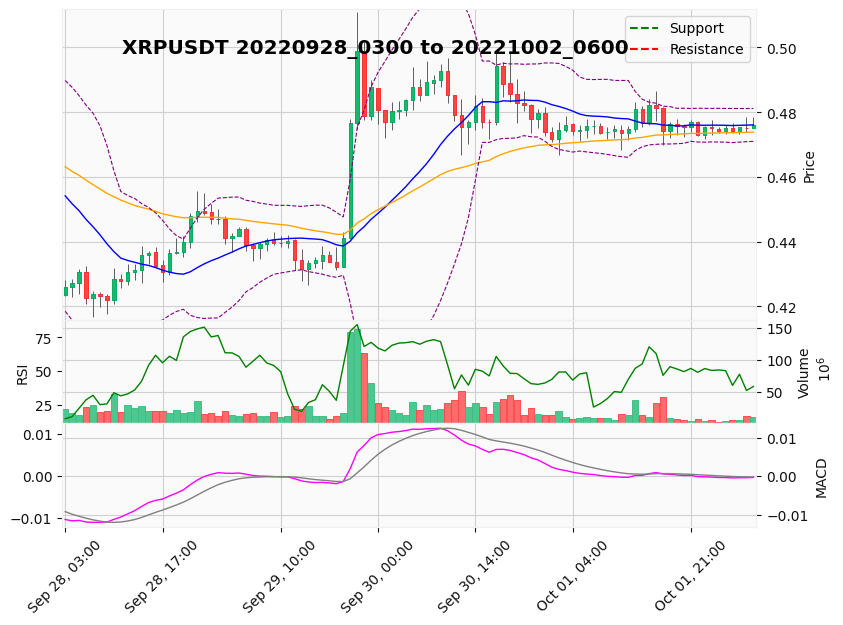 XRPUSDT 20220928_0300 to 20221002_0600
Support
Resistance
0.50
0.48
0.46
0.44
0.42
Price
75
50
25
RSI
150
100
50
Volume
10^6
0.01
0.00
−0.01
0.01
0.00
−0.01
MACD
Sep 28, 03:00
Sep 28, 17:00
Sep 29, 10:00
Sep 30, 00:00
Sep 30, 14:00
Oct 01, 04:00
Oct 01, 21:00